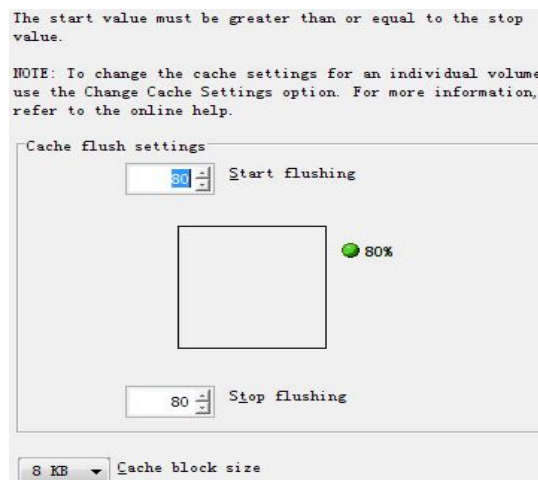 The start value must be greater than or equal to the stop
value.
NOTE: To change the cache settings for an individual volume
use the Change Cache Settings option. For more information,
refer to the online help.
Cache flush settings
80 Start flushing
80%
80 Stop flushing
8 KB Cache block size